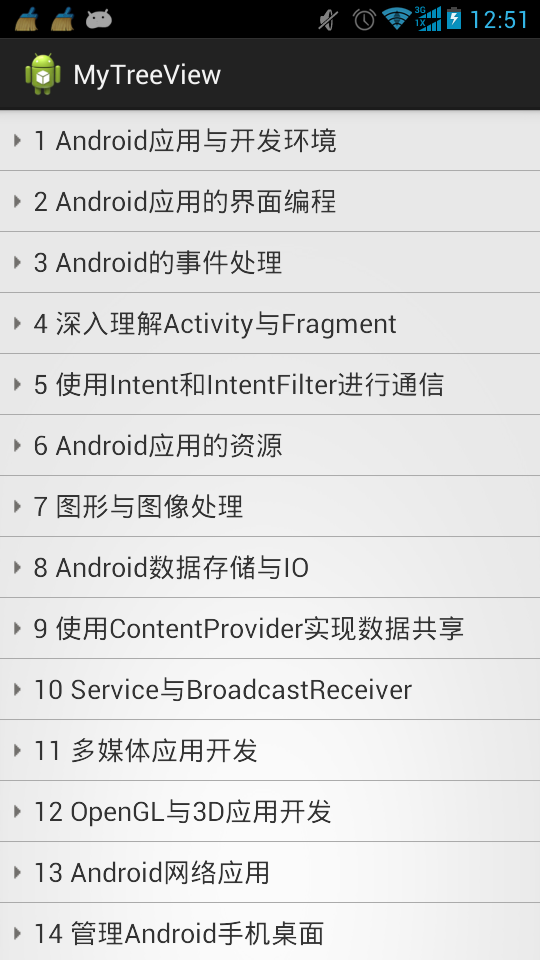 3G
1X
12:51
MyTreeView
1 Android应用与开发环境
2 Android应用的界面编程
3 Android的事件处理
4 深入理解Activity与Fragment
5 使用Intent和IntentFilter进行通信
6 Android应用的资源
7 图形与图像处理
8 Android数据存储与IO
9 使用ContentProvider实现数据共享
10 Service与BroadcastReceiver
11 多媒体应用开发
12 OpenGL与3D应用开发
13 Android网络应用
14 管理Android手机桌面